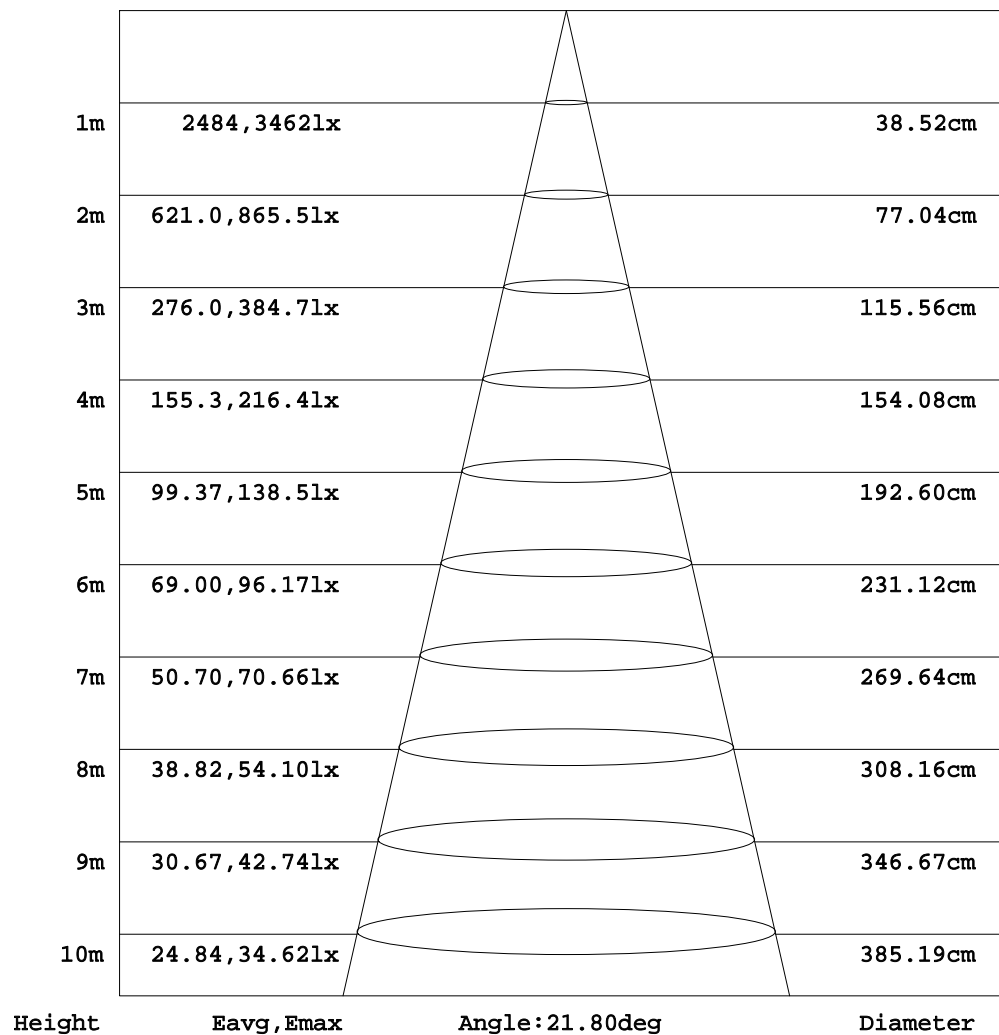 1m 2484,3462lx 38.52cm
2m 621.0,865.5lx 77.04cm
3m 276.0,384.7lx 115.56cm
4m 155.3,216.4lx 154.08cm
5m 99.37,138.5lx 192.60cm
6m 69.00,96.17lx 231.12cm
7m 50.70,70.66lx 269.64cm
8m 38.82,54.10lx 308.16cm
9m 30.67,42.74lx 346.67cm
10m 24.84,34.62lx 385.19cm
Height Eavg,Emax Angle:21.80deg Diameter